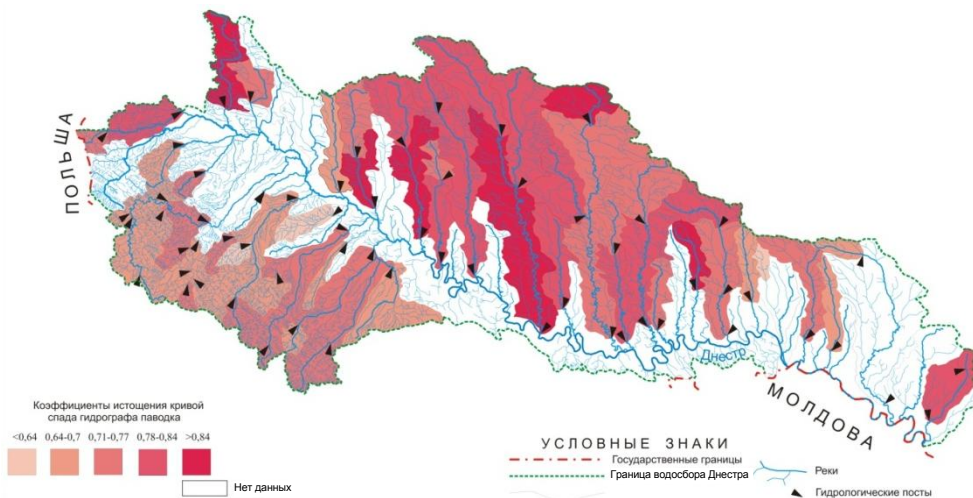 ПОЛЬША
Днестр
МОЛДОВА
Коэффициенты истощения кривой
спада гидрографа паводка
<0,64 0,64-0,7 0,71-0,77 0,78-0,84 >0,84
Нет данных
УСЛОВНЫЕ ЗНАКИ
Государственные границы
Граница водосбора Днестра
Реки
Гидрологические посты